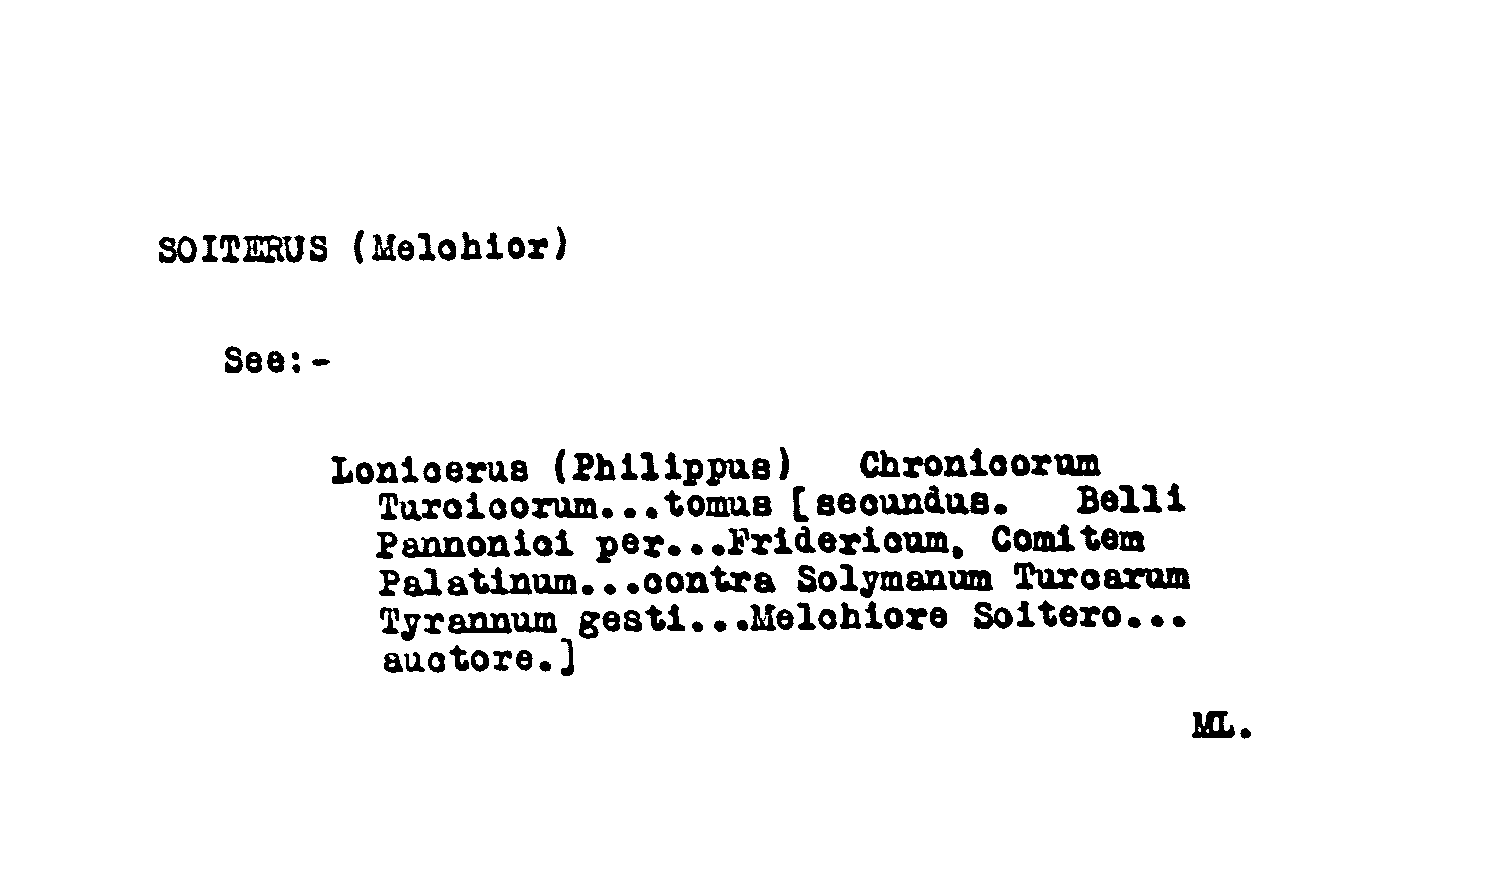 SOITERUS (Melchior)
See:-
Lonicerus (Philippus) Chronicorum
Turcicorum...tomus [secundus. Belli
Pannonici per...Fridericum, Comitem
Palatinum...contra Solymanum Turcarum
Tyrannum gesti...Melchiore Soitero...
auctore.]
ML.